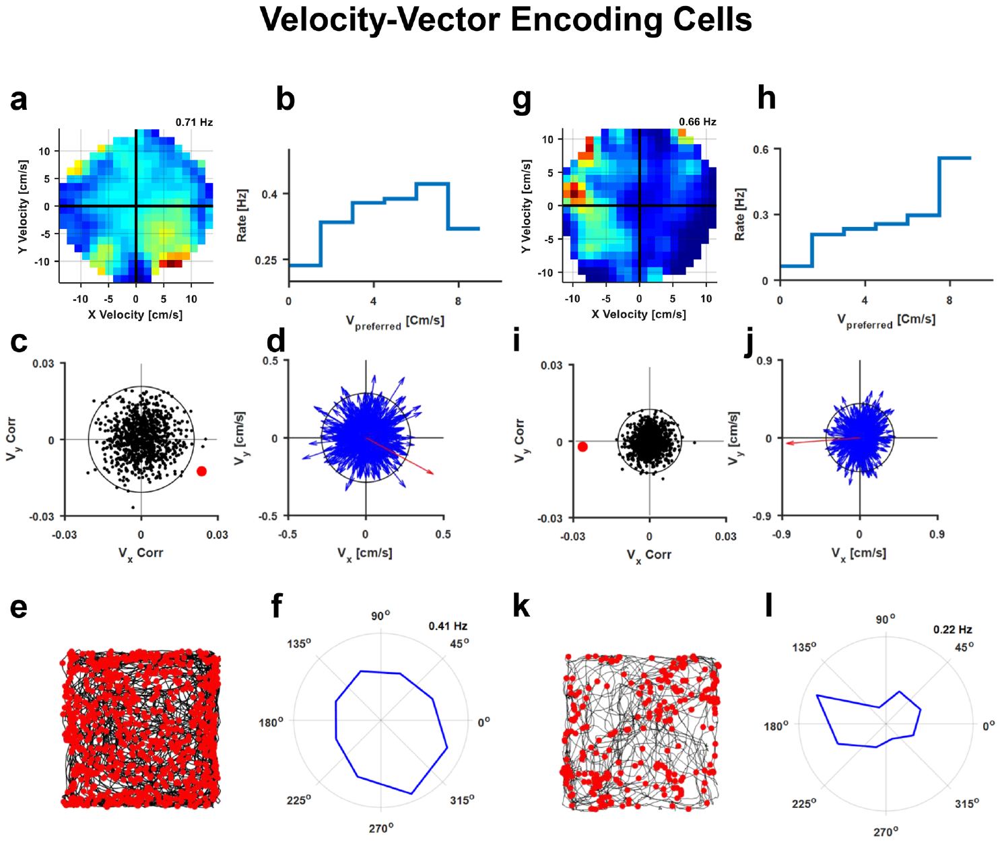 Velocity-Vector Encoding Cells
a
0.71 Hz
Y Velocity [cm/s]
10
5
0
-5
-10
-10 -5 0 5 10
X Velocity [cm/s]
b
Rate [Hz]
0.4
0.25
0 4 8
Vpreferred [Cm/s]
g
0.66 Hz
Y Velocity [cm/s]
10
5
0
-5
-10
-10 -5 0 5 10
X Velocity [cm/s]
h
Rate [Hz]
0.6
0.3
0
0 4 8
Vpreferred [Cm/s]
c
Vy Corr
0.03
0
-0.03
-0.03 0 0.03
Vx Corr
d
Vy [cm/s]
0.5
0
-0.5
-0.5 0 0.5
Vx [cm/s]
i
Vy Corr
0.03
0
-0.03
-0.03 0 0.03
Vx Corr
j
Vy [cm/s]
0.9
0
-0.9
-0.9 0 0.9
Vx [cm/s]
e
f
0.41 Hz
90°
135° 45°
180° 0°
225° 315°
270°
k
l
0.22 Hz
90°
135° 45°
180° 0°
225° 315°
270°